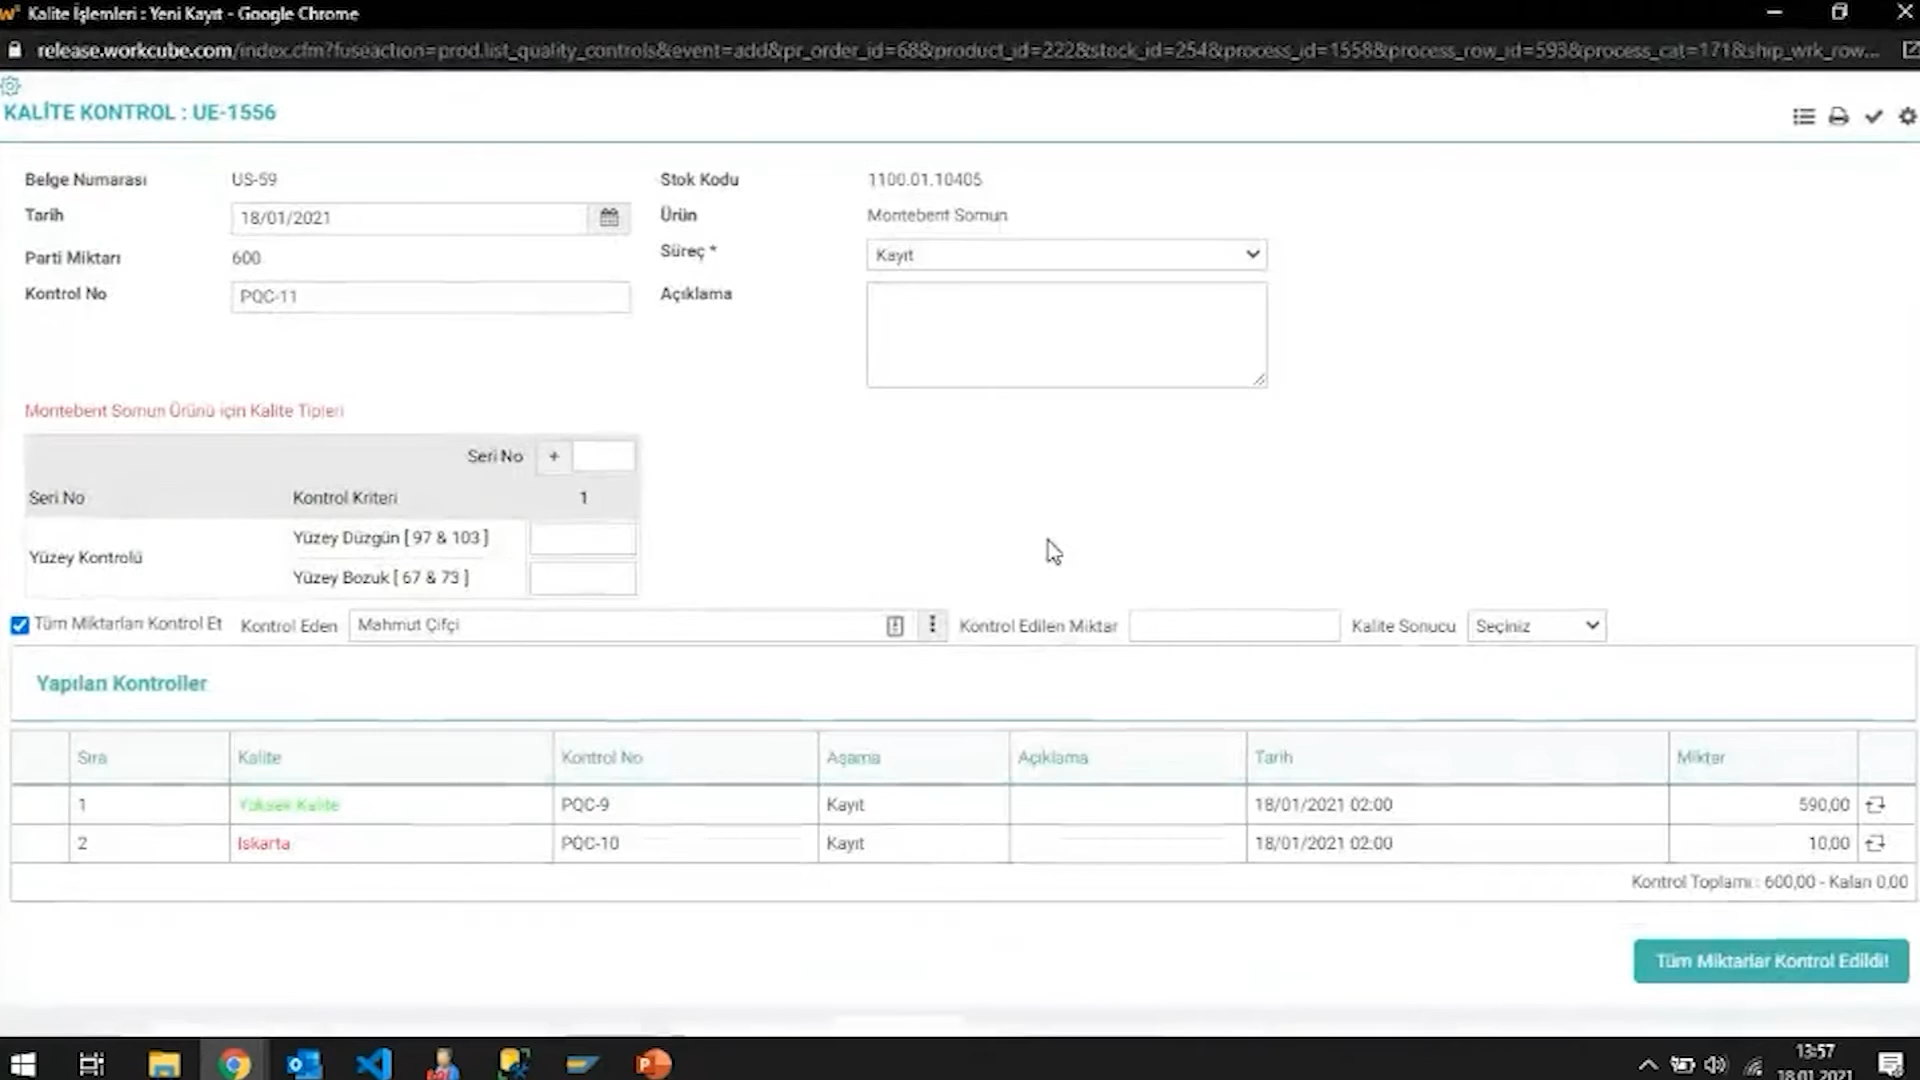 Kalite İşlemleri : Yeni Kayıt - Google Chrome
release.workcube.com/index.cfm?fuseaction=prod.list_quality_controls&event=add&pr_order_id=68&product_id=222&stock_id=254&process_id=1558&process_row_id=593&process_cat=171&ship_wrk_row...
KALİTE KONTROL : UE-1556
Belge Numarası US-59 Stok Kodu 1100.01.10405
Tarih 18/01/2021 Ürün Montebent Somun
Parti Miktarı 600 Süreç * Kayıt
Kontrol No PQC-11 Açıklama
Montebent Somun Ürünü için Kalite Tipleri
Seri No +
Seri No Kontrol Kriteri 1
Yüzey Kontrolü
Yüzey Düzgün [ 97 & 103 ]
Yüzey Bozuk [ 67 & 73 ]
Tüm Miktarları Kontrol Et Kontrol Eden Mahmut Çifçi Kontrol Edilen Miktar Kalite Sonucu Seçiniz
Yapılan Kontroller
Sıra Kalite Kontrol No Aşama Açıklama Tarih Miktar
1 Yüksek Kalite PQC-9 Kayıt 18/01/2021 02:00 590,00
2 Iskarta PQC-10 Kayıt 18/01/2021 02:00 10,00
Kontrol Toplamı : 600,00 - Kalan 0,00
Tüm Miktarlar Kontrol Edildi!
13:57
18.01.2021